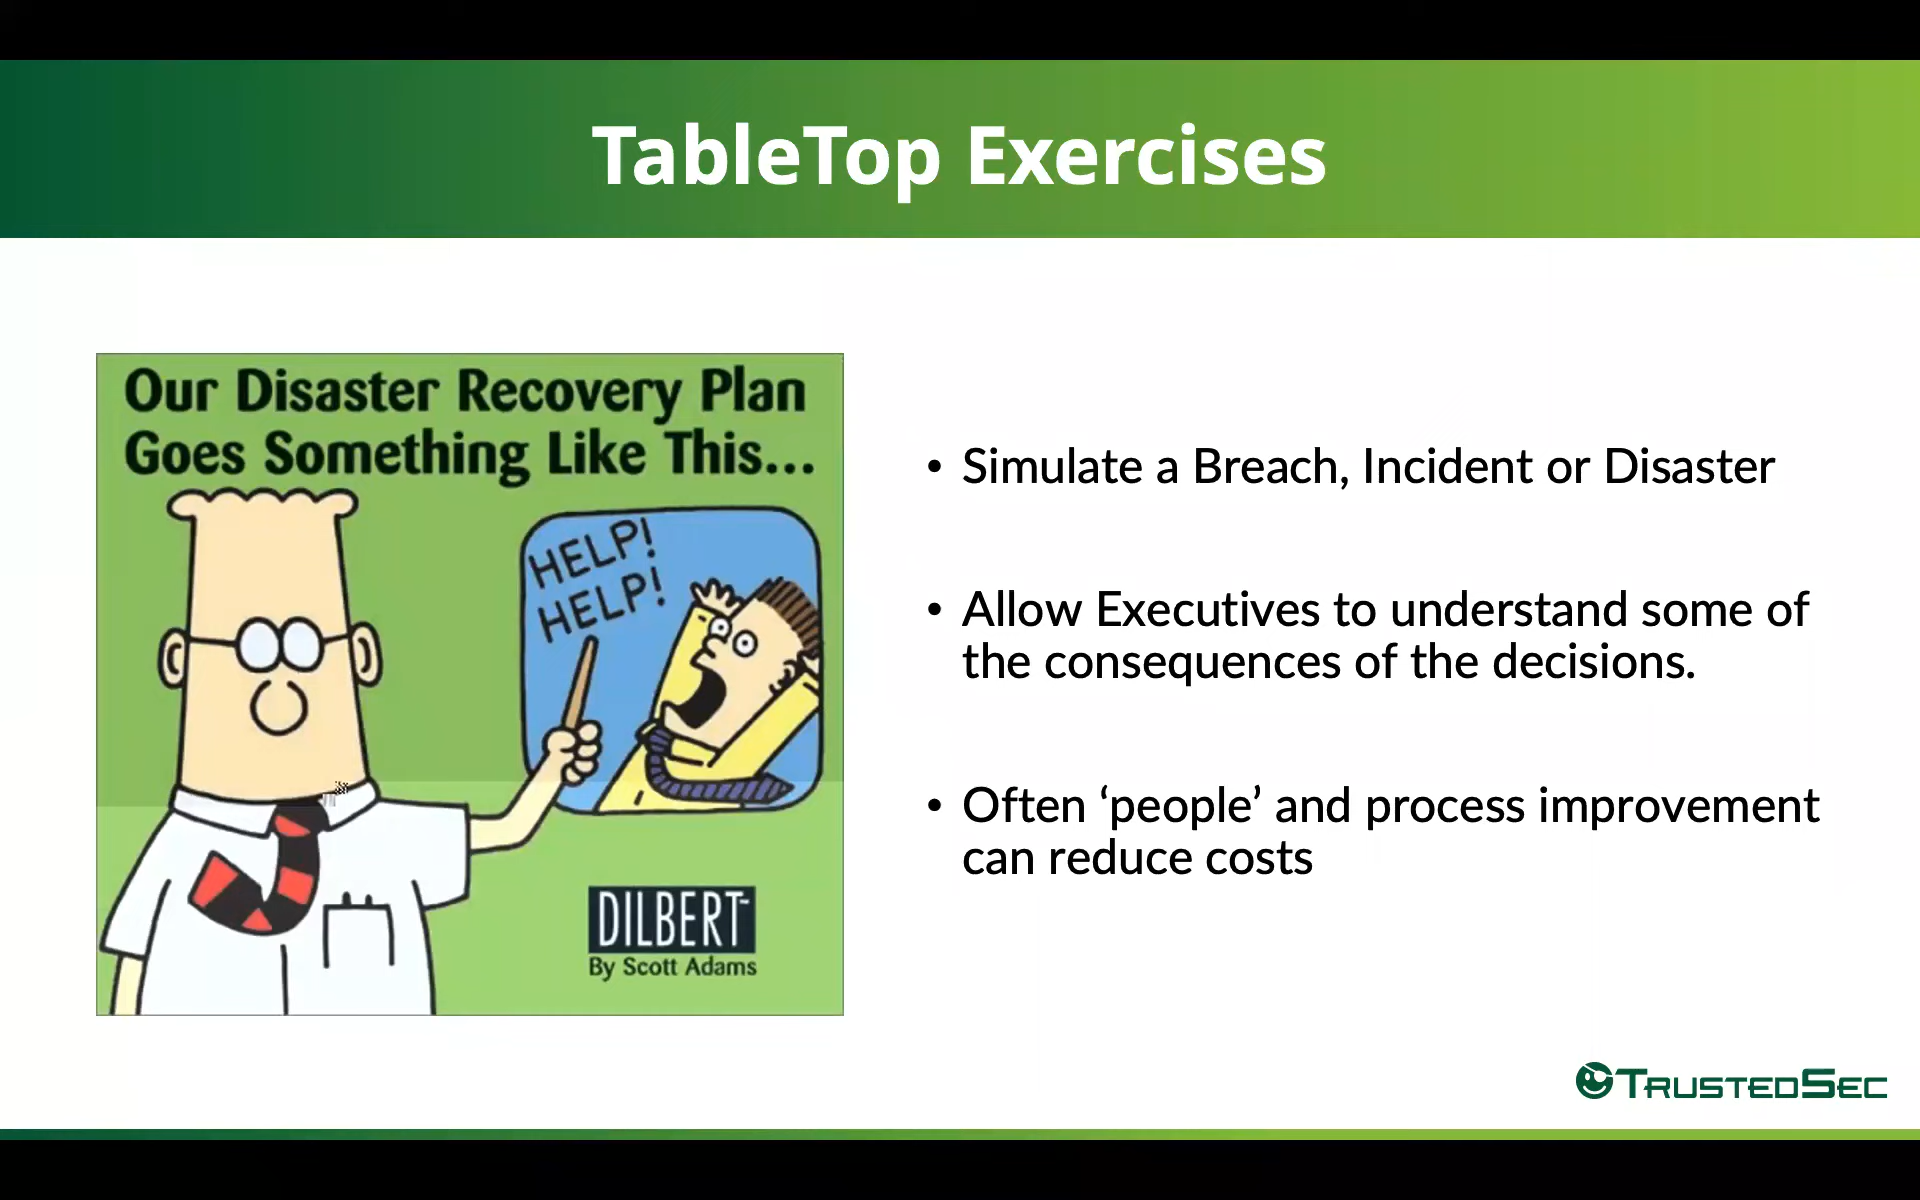 TableTop Exercises
Our Disaster Recovery Plan
Goes Something Like This...
HELP!
HELP!
DILBERT™
By Scott Adams
• Simulate a Breach, Incident or Disaster
• Allow Executives to understand some of
the consequences of the decisions.
• Often ‘people’ and process improvement
can reduce costs
TRUSTEDSEC